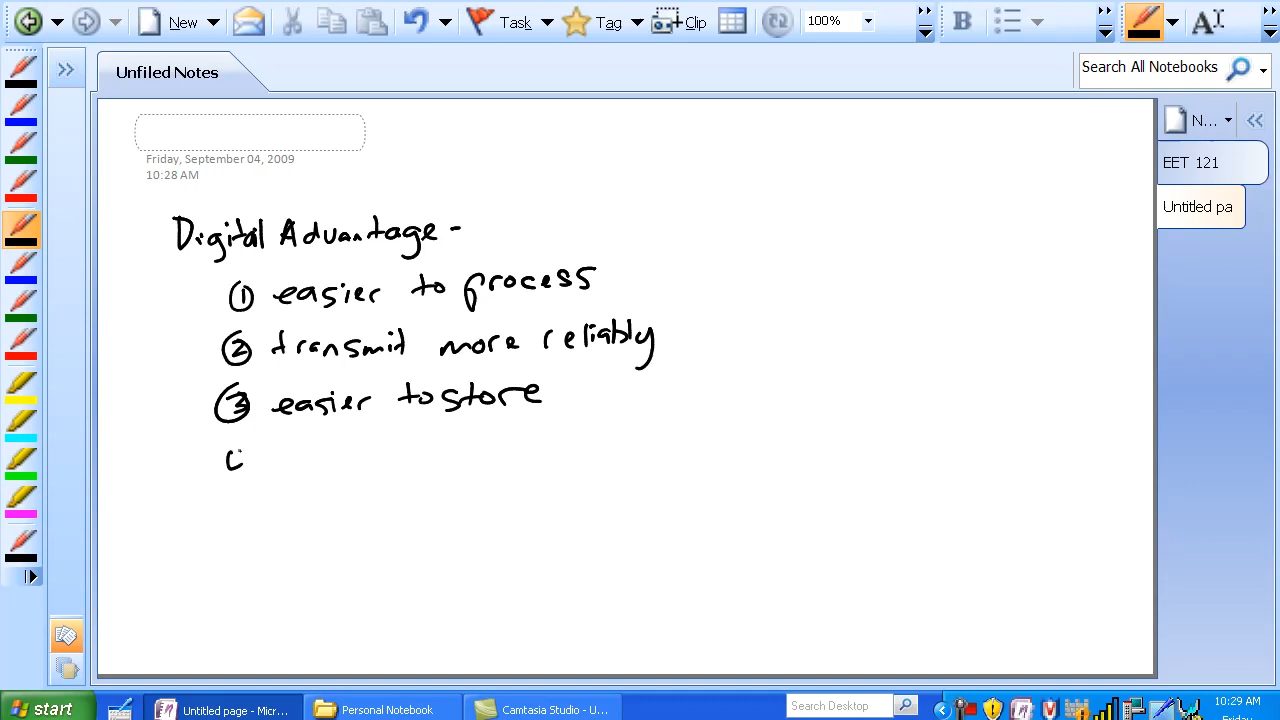 New Task Tag Clip 100% B A
Unfiled Notes
Search All Notebooks
N...
EET 121
Untitled pa
Friday, September 04, 2009
10:28 AM
Digital Advantage -
① easier to process
② transmit more reliably
③ easier to store
start
Untitled page - Micr...
Personal Notebook
Camtasia Studio - U...
Search Desktop
10:29 AM
Friday